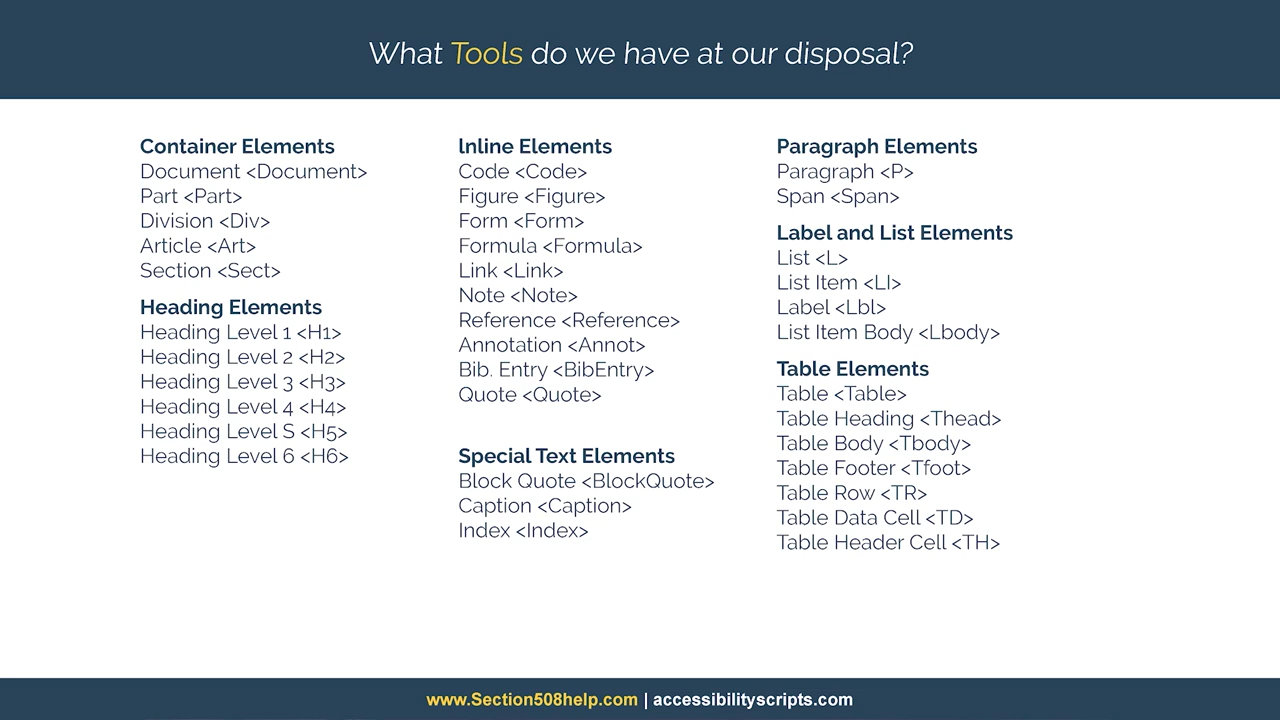 What Tools do we have at our disposal?
Container Elements
Document <Document>
Part <Part>
Division <Div>
Article <Art>
Section <Sect>
Heading Elements
Heading Level 1 <H1>
Heading Level 2 <H2>
Heading Level 3 <H3>
Heading Level 4 <H4>
Heading Level S <H5>
Heading Level 6 <H6>
lnline Elements
Code <Code>
Figure <Figure>
Form <Form>
Formula <Formula>
Link <Link>
Note <Note>
Reference <Reference>
Annotation <Annot>
Bib. Entry <BibEntry>
Quote <Quote>
Special Text Elements
Block Quote <BlockQuote>
Caption <Caption>
Index <Index>
Paragraph Elements
Paragraph <P>
Span <Span>
Label and List Elements
List <L>
List Item <LI>
Label <Lbl>
List Item Body <Lbody>
Table Elements
Table <Table>
Table Heading <Thead>
Table Body <Tbody>
Table Footer <Tfoot>
Table Row <TR>
Table Data Cell <TD>
Table Header Cell <TH>
www.Section508help.com | accessibilityscripts.com